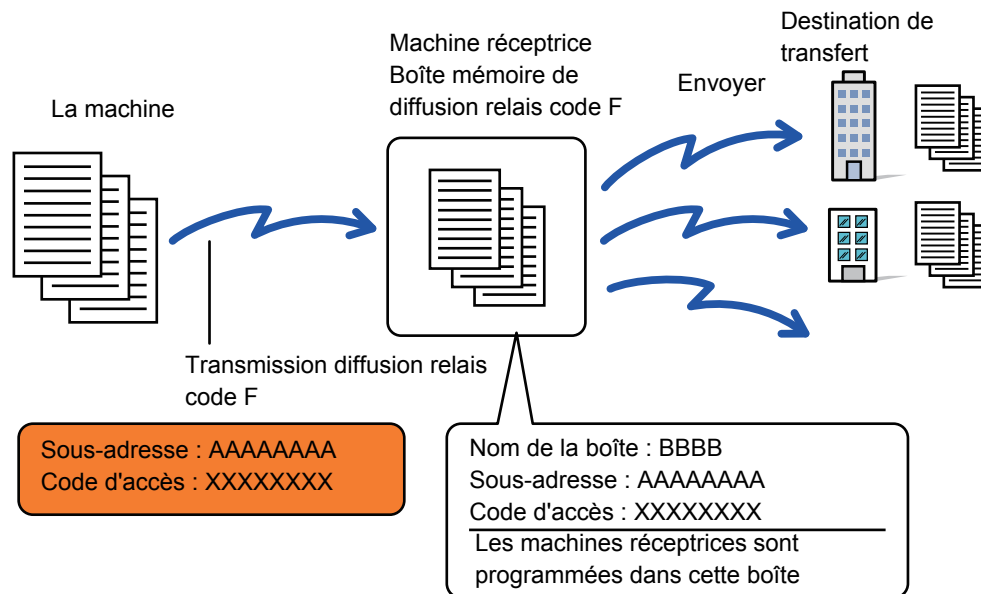 La machine
Machine réceptrice
Boîte mémoire de
diffusion relais code F
Envoyer
Destination de
transfert
Transmission diffusion relais
code F
Sous-adresse : AAAAAAAA
Code d'accès : XXXXXXXX
Nom de la boîte : BBBB
Sous-adresse : AAAAAAAA
Code d'accès : XXXXXXXX
Les machines réceptrices sont
programmées dans cette boîte